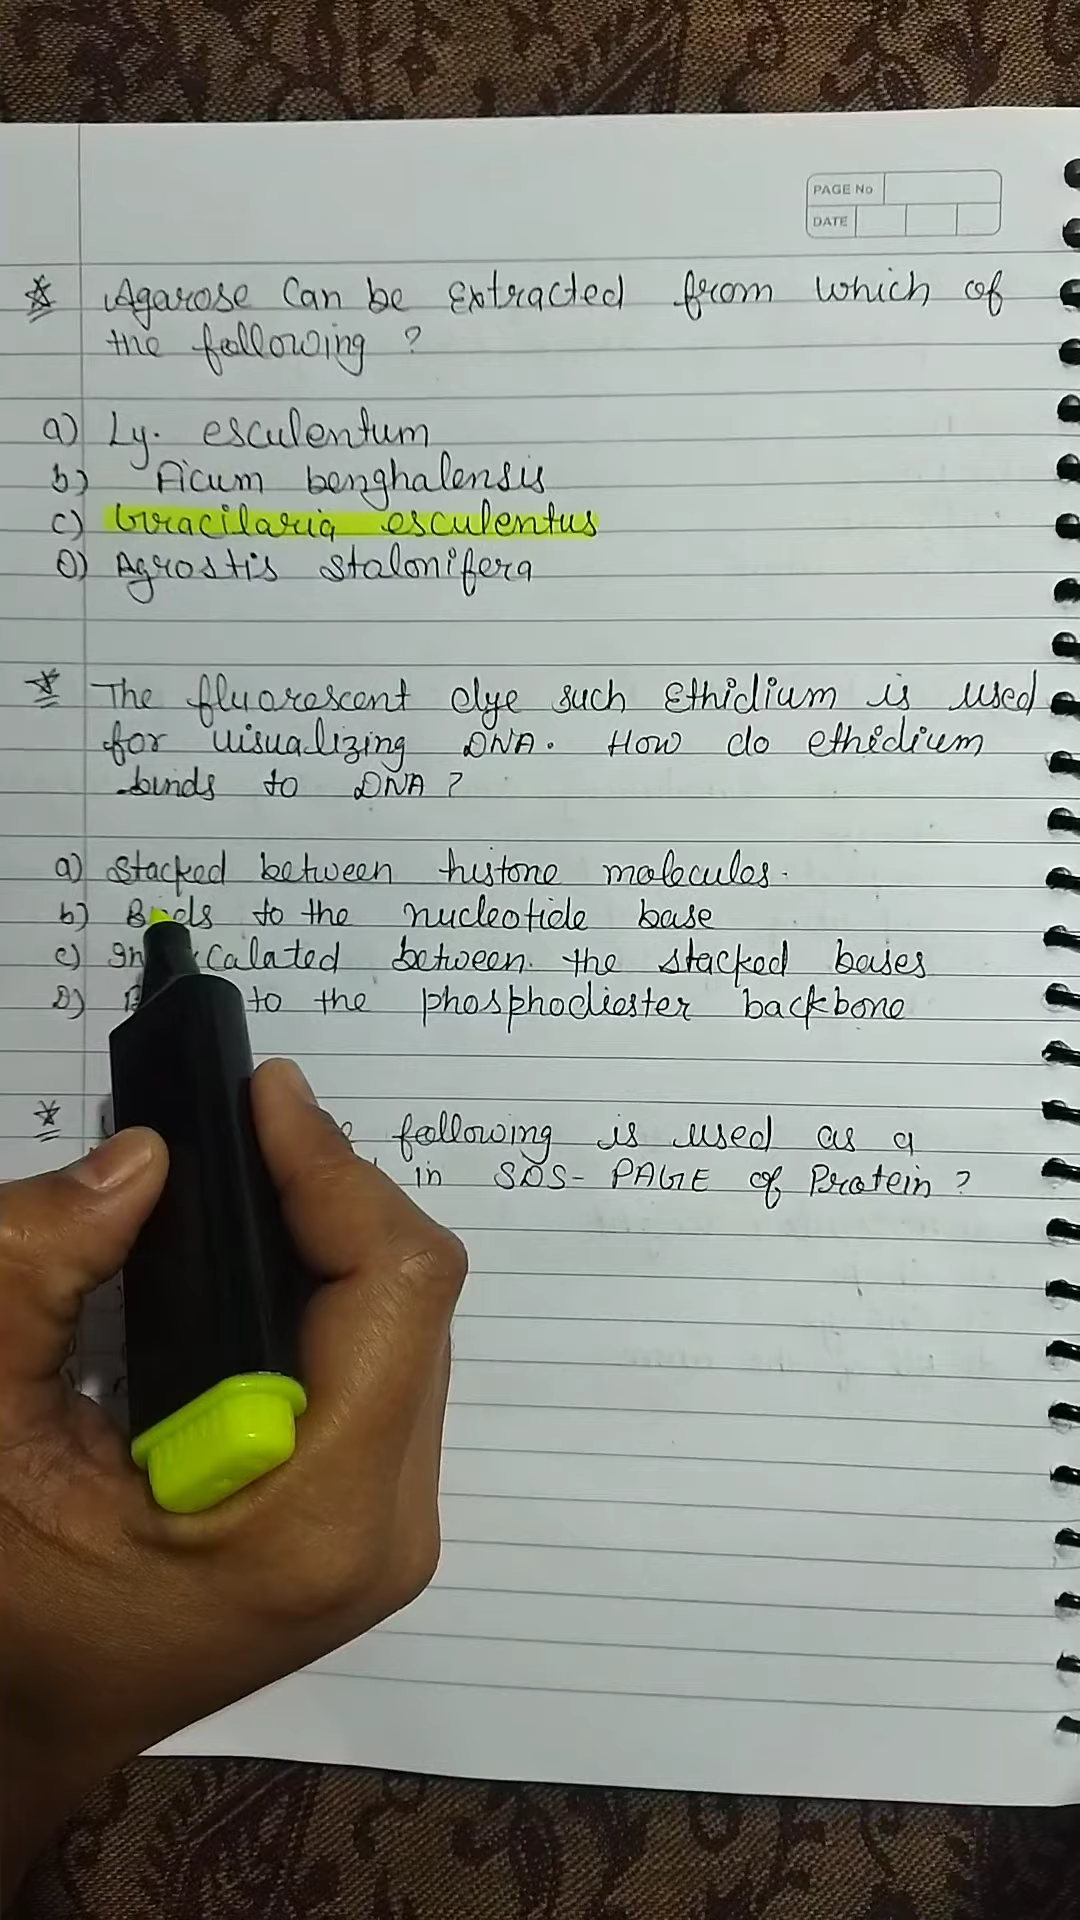 PAGE No
DATE
Agarose Can be Extracted from which of
the following ?
a) Ly. esculentum
b) Ficum benghalensis
c) Gracilaria esculentus
D) Agrostis stalonifera
The fluorescent dye such Ethidium is used
for visualizing DNA. How do ethidium
binds to DNA ?
a) Stacked between histone molecules.
b) to the nucleotide base
c) calated between the stacked bases
D) to the phosphodiester backbone
following is used as a
in SDS-PAGE of Protein ?